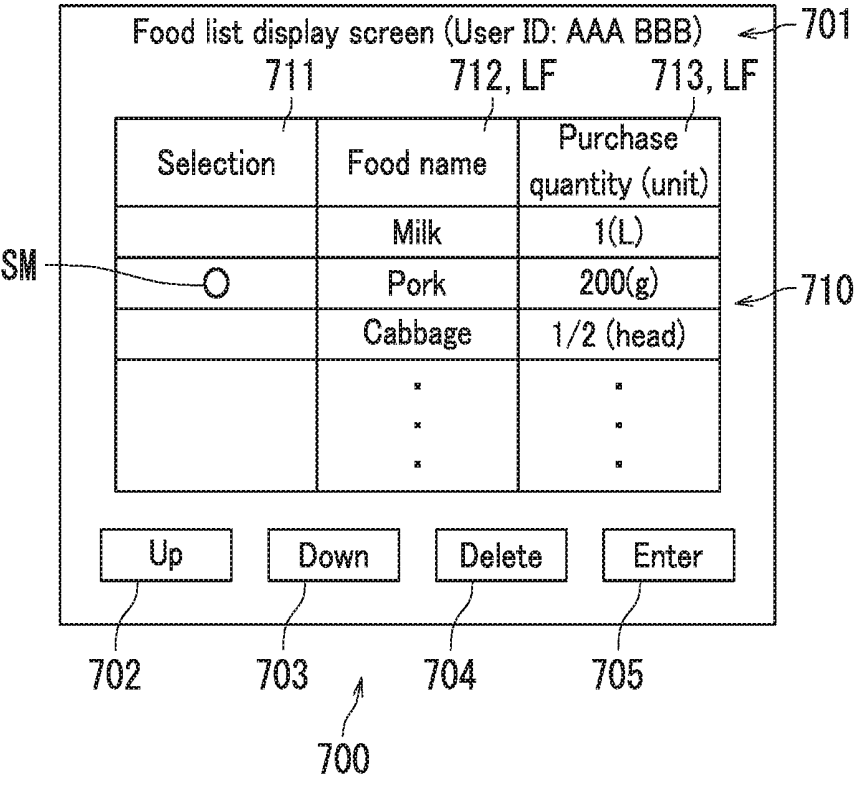 Food list display screen (User ID: AAA BBB)
701
711
712, LF
713, LF
Selection
Food name
Purchase
quantity (unit)
Milk
1(L)
SM
Pork
200(g)
710
Cabbage
1/2 (head)
Up
Down
Delete
Enter
702
703
704
705
700